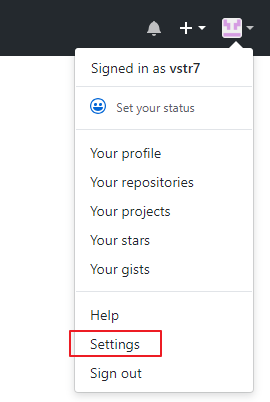 Signed in as vstr7
Set your status
Your profile
Your repositories
Your projects
Your stars
Your gists
Help
Settings
Sign out